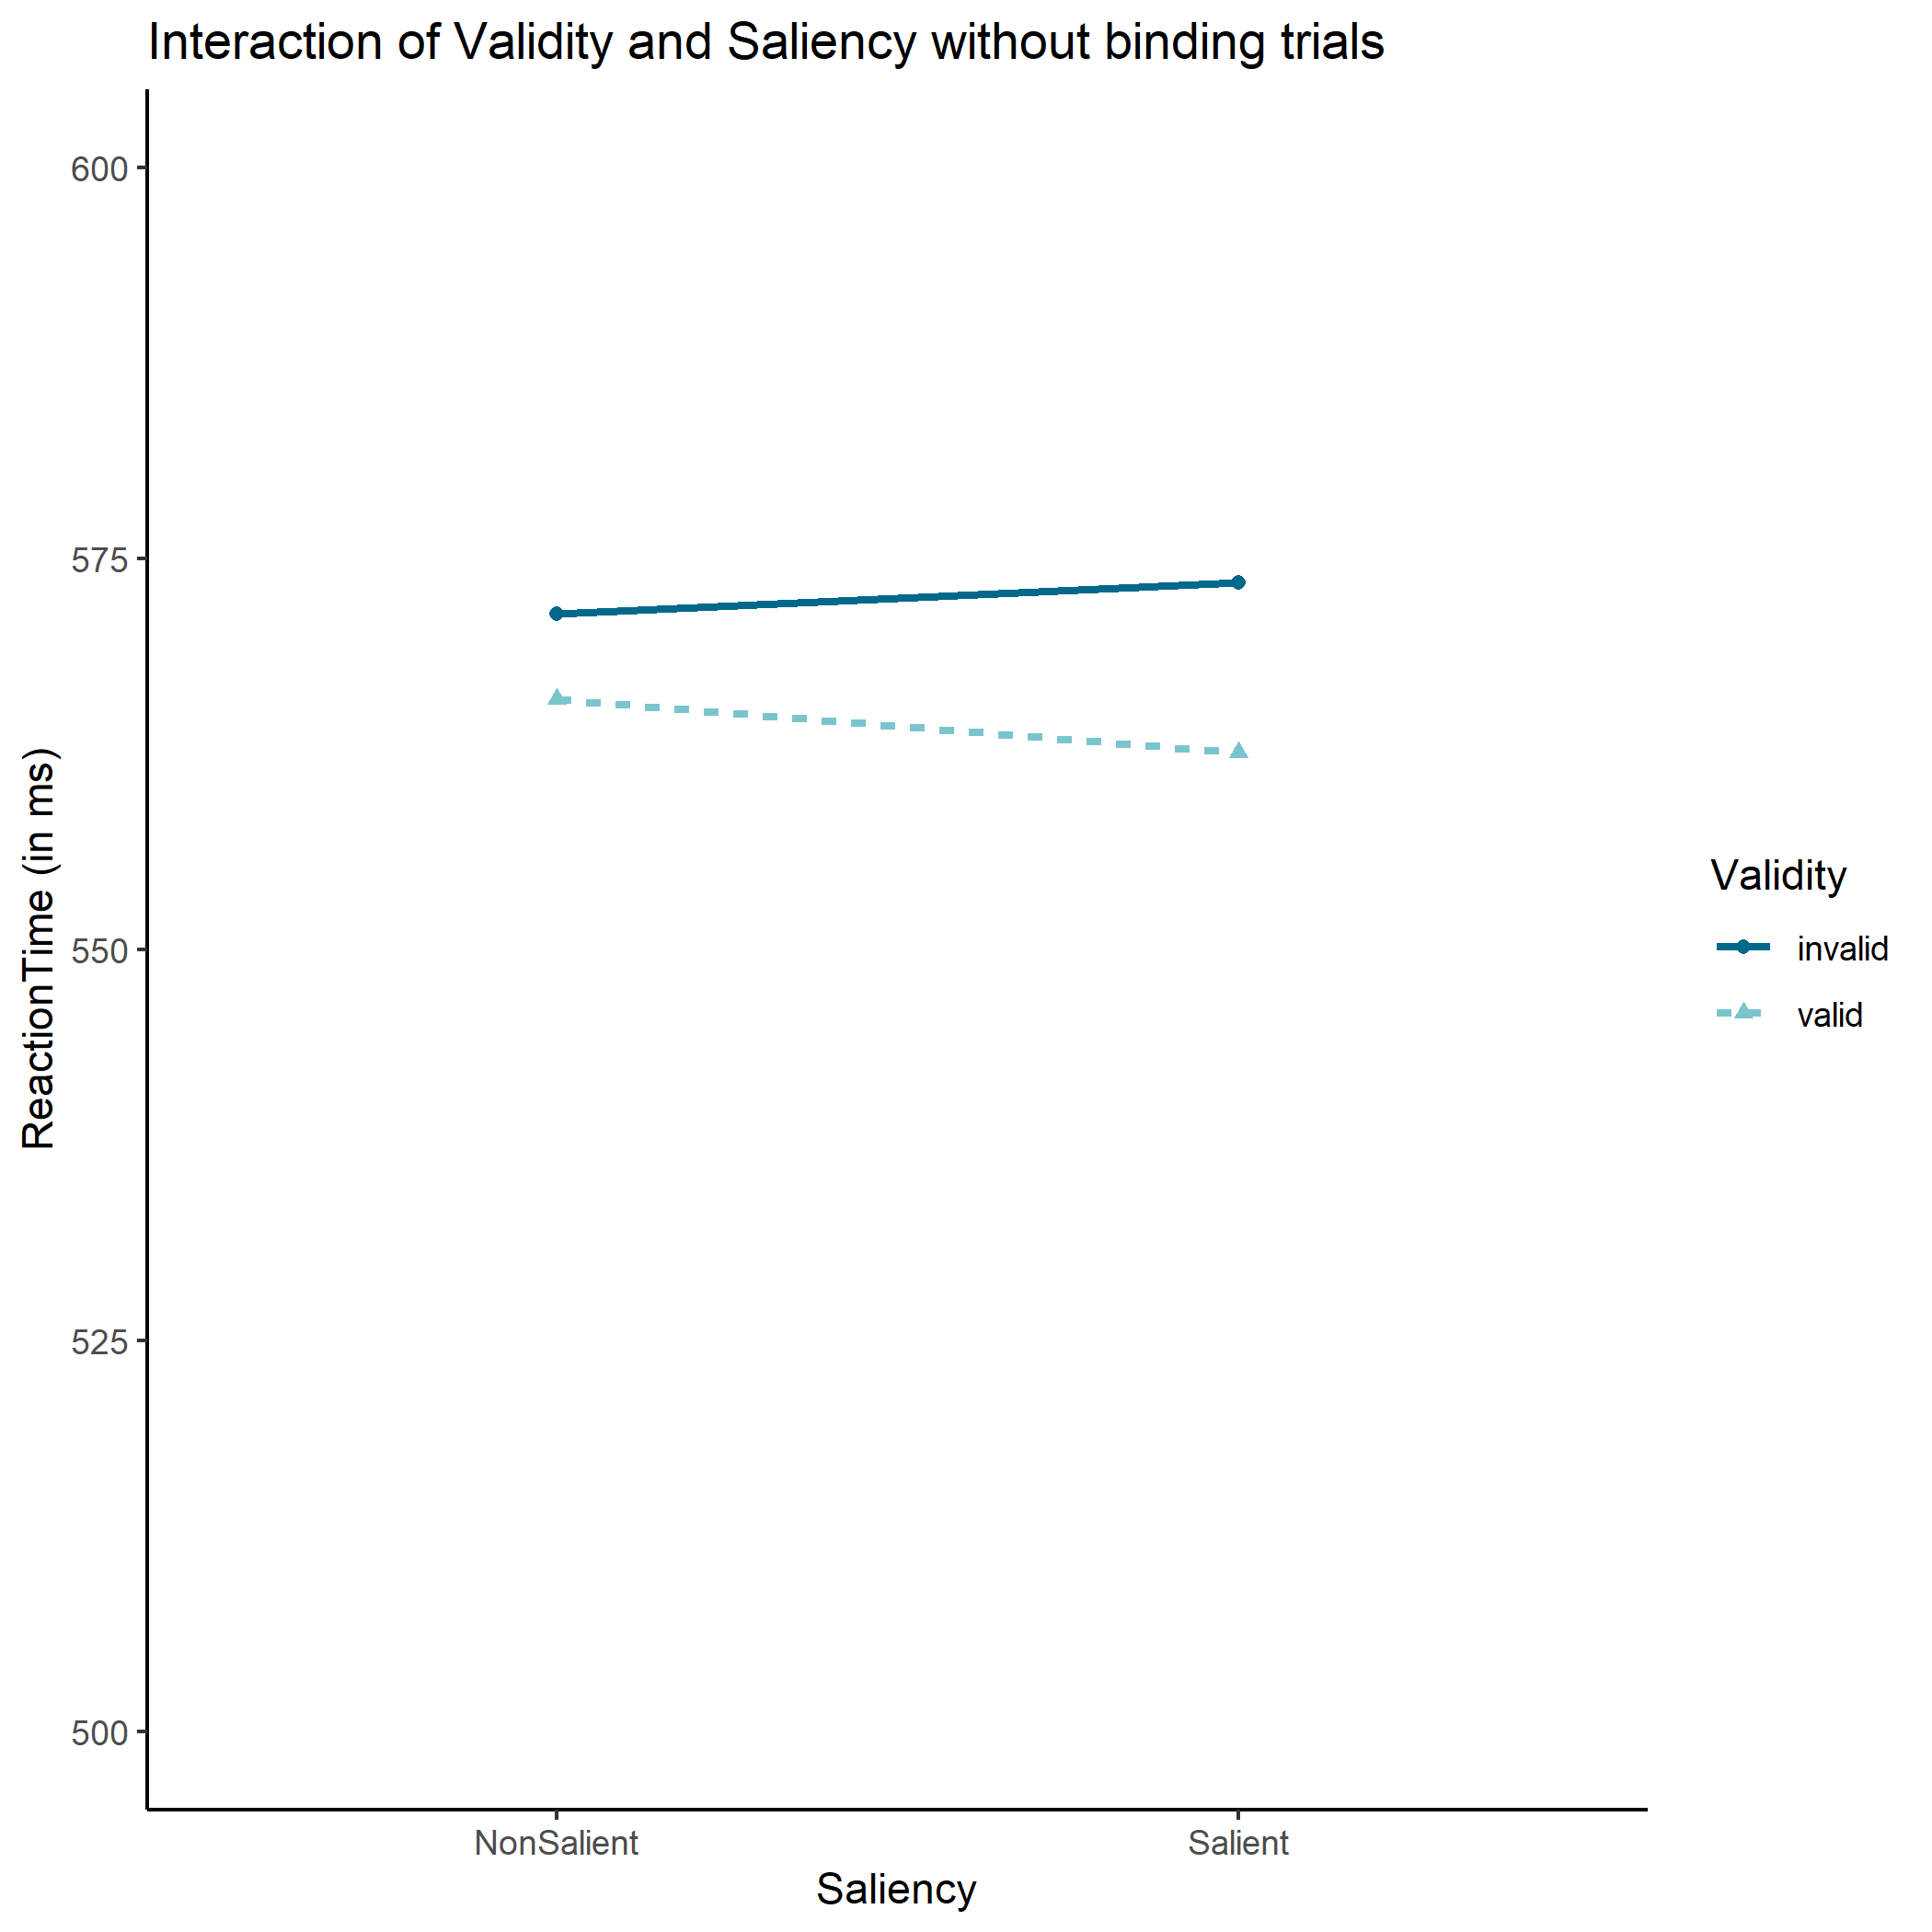 Interaction of Validity and Saliency without binding trials
600
575
550
525
500
ReactionTime (in ms)
NonSalient
Salient
Saliency
Validity
invalid
valid